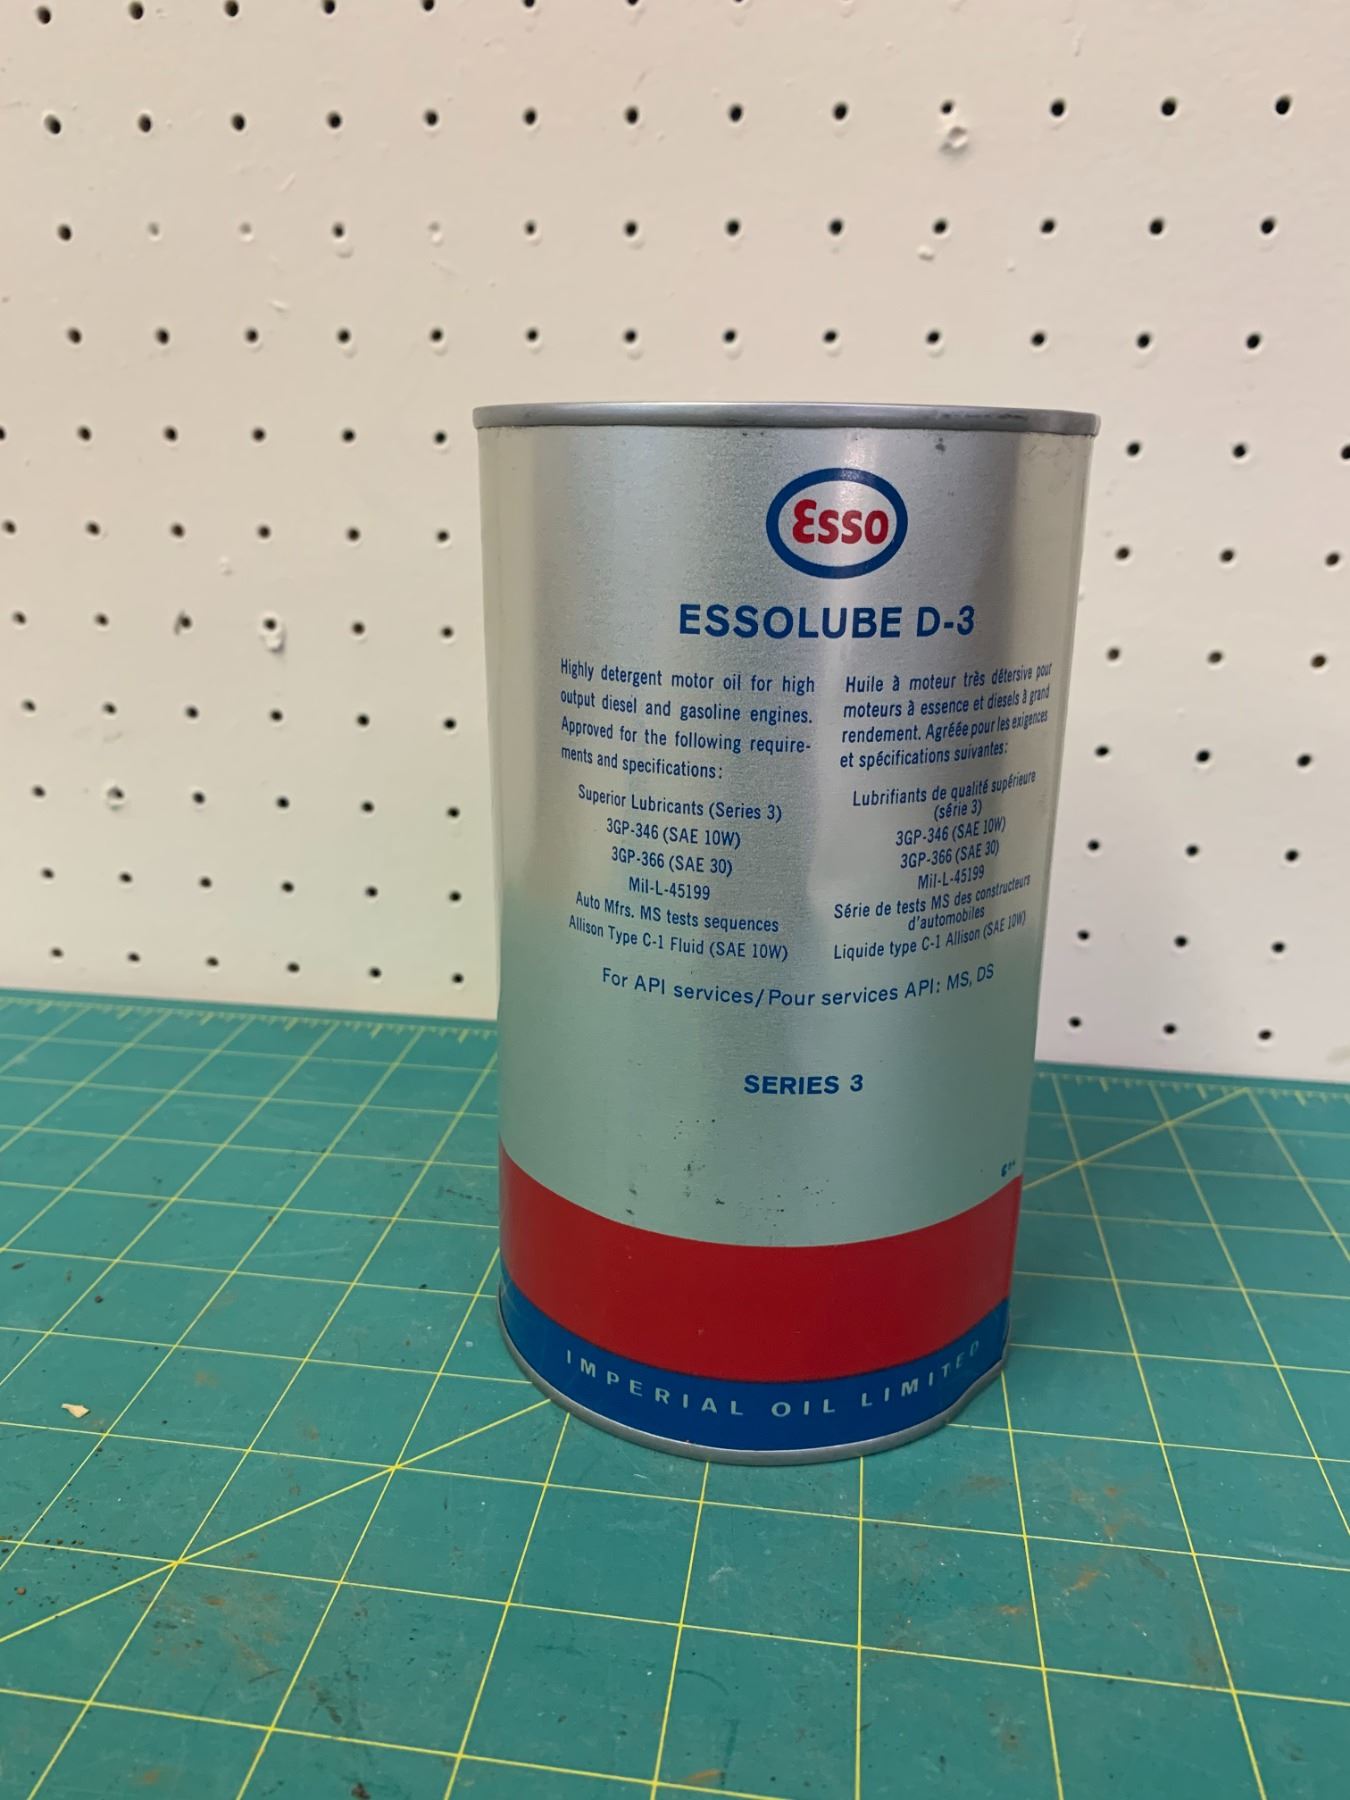 Esso
ESSOLUBE D-3
Highly detergent motor oil for high
output diesel and gasoline engines.
Approved for the following require-
ments and specifications:
Superior Lubricants (Series 3)
3GP-346 (SAE 10W)
3GP-366 (SAE 30)
Mil-L-45199
Auto Mfrs. MS tests sequences
Allison Type C-1 Fluid (SAE 10W)
Huile à moteur très détersive pour
moteurs à essence et diesels à grand
rendement. Agréée pour les exigences
et spécifications suivantes:
Lubrifiants de qualité supérieure
(série 3)
3GP-346 (SAE 10W)
3GP-366 (SAE 30)
Mil-L-45199
Série de tests MS des constructeurs
d'automobiles
Liquide type C-1 Allison (SAE 10W)
For API services/Pour services API: MS, DS
SERIES 3
IMPERIAL OIL LIMITED